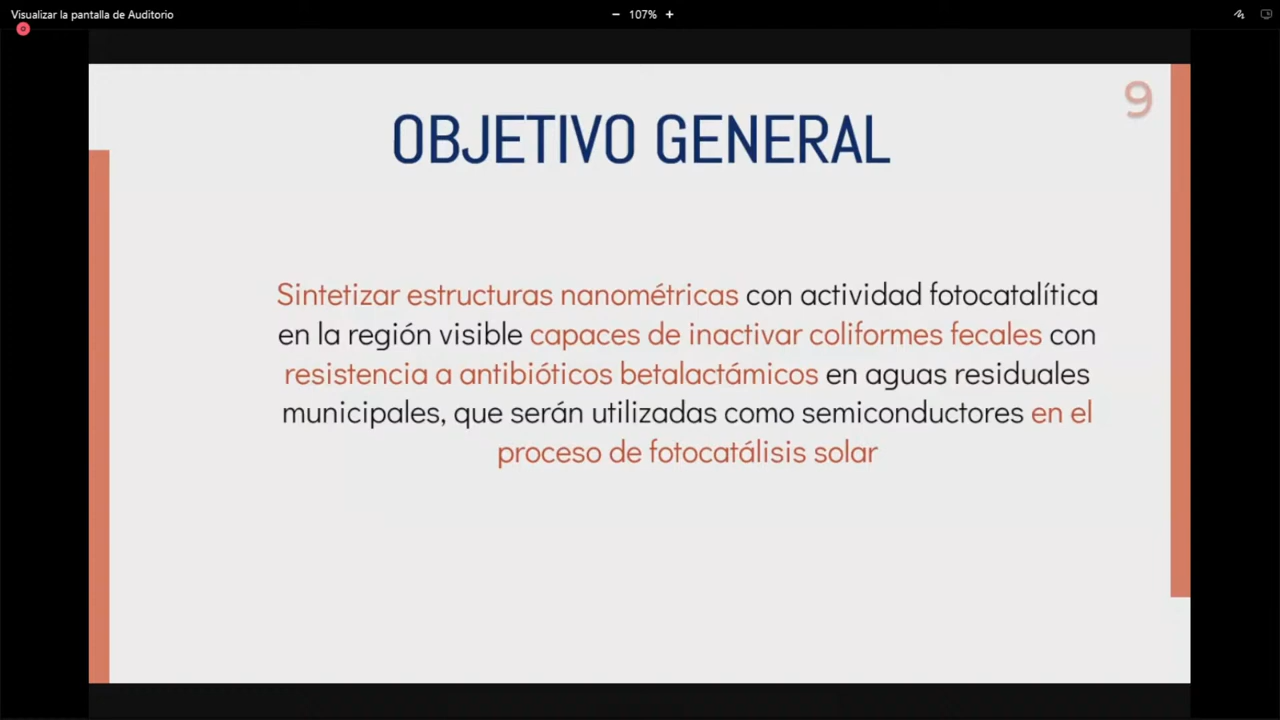 Visualizar la pantalla de Auditorio
− 107% +
9
OBJETIVO GENERAL
Sintetizar estructuras nanométricas con actividad fotocatalítica
en la región visible capaces de inactivar coliformes fecales con
resistencia a antibióticos betalactámicos en aguas residuales
municipales, que serán utilizadas como semiconductores en el
proceso de fotocatálisis solar